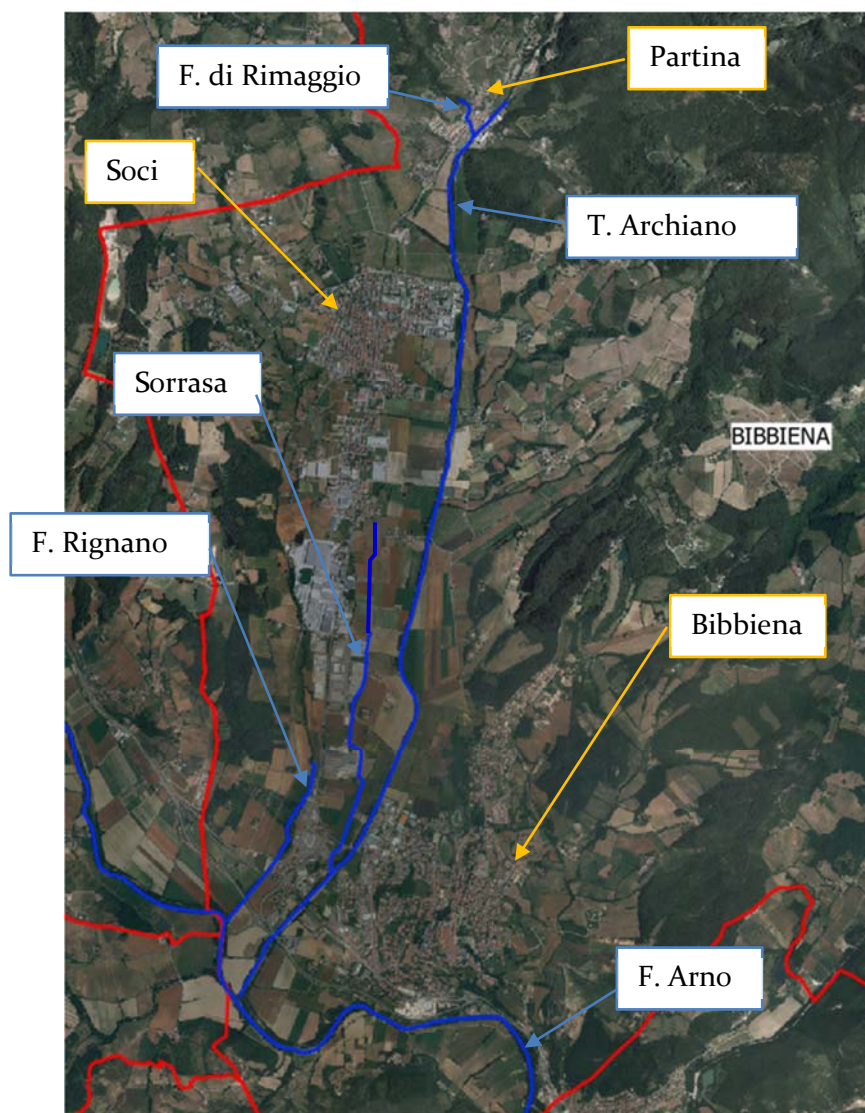 Partina
F. di Rimaggio
Soci
T. Archiano
Sorrasa
BIBBIENA
F. Rignano
Bibbiena
F. Arno